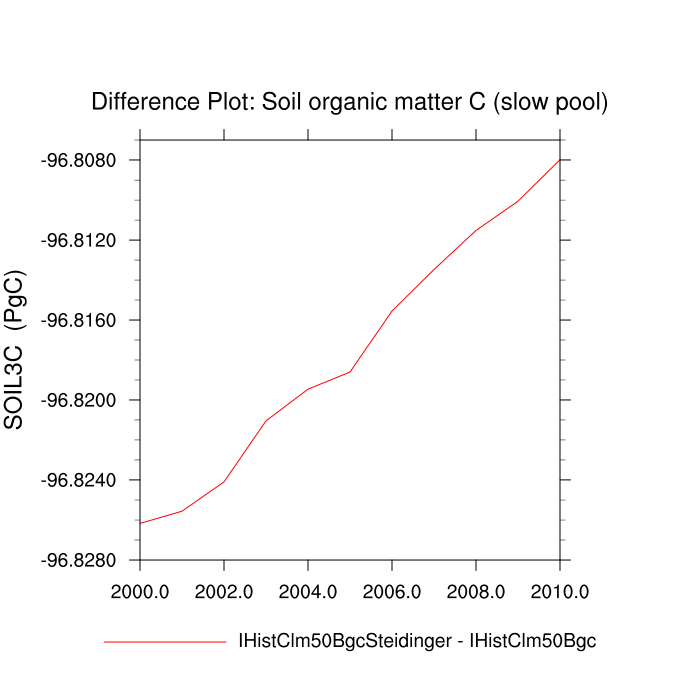 Difference Plot: Soil organic matter C (slow pool)
SOIL3C (PgC)
-96.8080
-96.8120
-96.8160
-96.8200
-96.8240
-96.8280
2000.0 2002.0 2004.0 2006.0 2008.0 2010.0
IHistClm50BgcSteidinger - IHistClm50Bgc